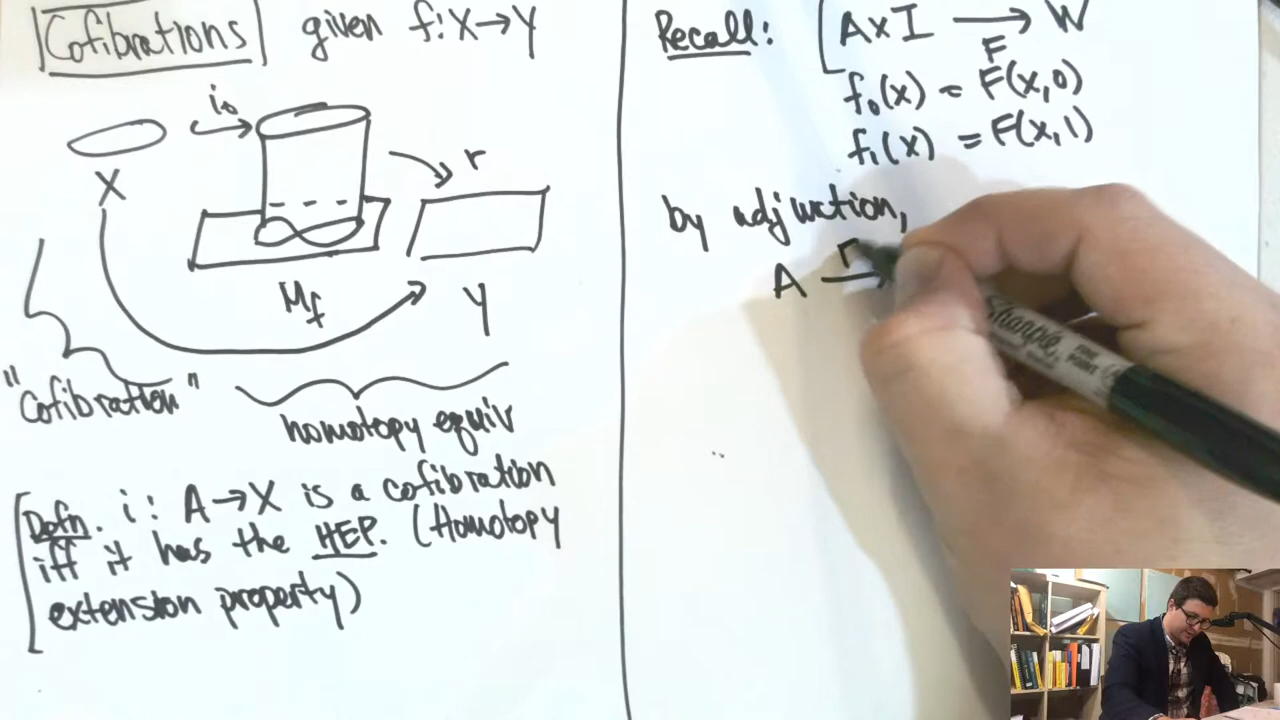 Cofibrations given f: X→Y
i₀
r
X
M_f
Y
"Cofibration"
homotopy equiv
Defn. i: A→X is a cofibration
iff it has the HEP. (Homotopy
extension property)
Recall: A×I → W
F
f₀(x) = F(x,0)
f₁(x) = F(x,1)
by adjunction,
A →
Sharpie